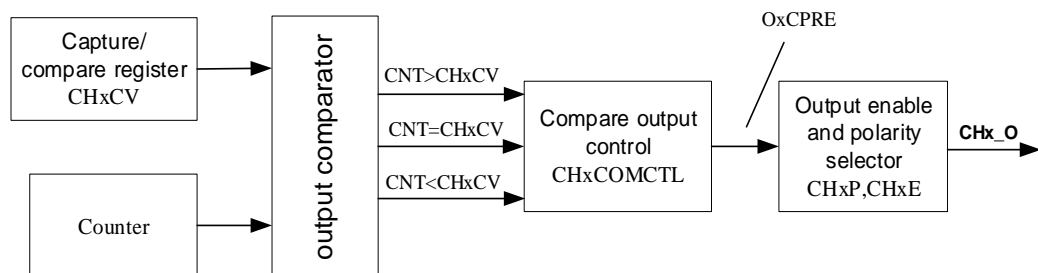 Capture/
compare register
CHxCV
Counter
output comparator
CNT>CHxCV
CNT=CHxCV
CNT<CHxCV
Compare output
control
CHxCOMCTL
OxCPRE
Output enable
and polarity
selector
CHxP,CHxE
CHx_O